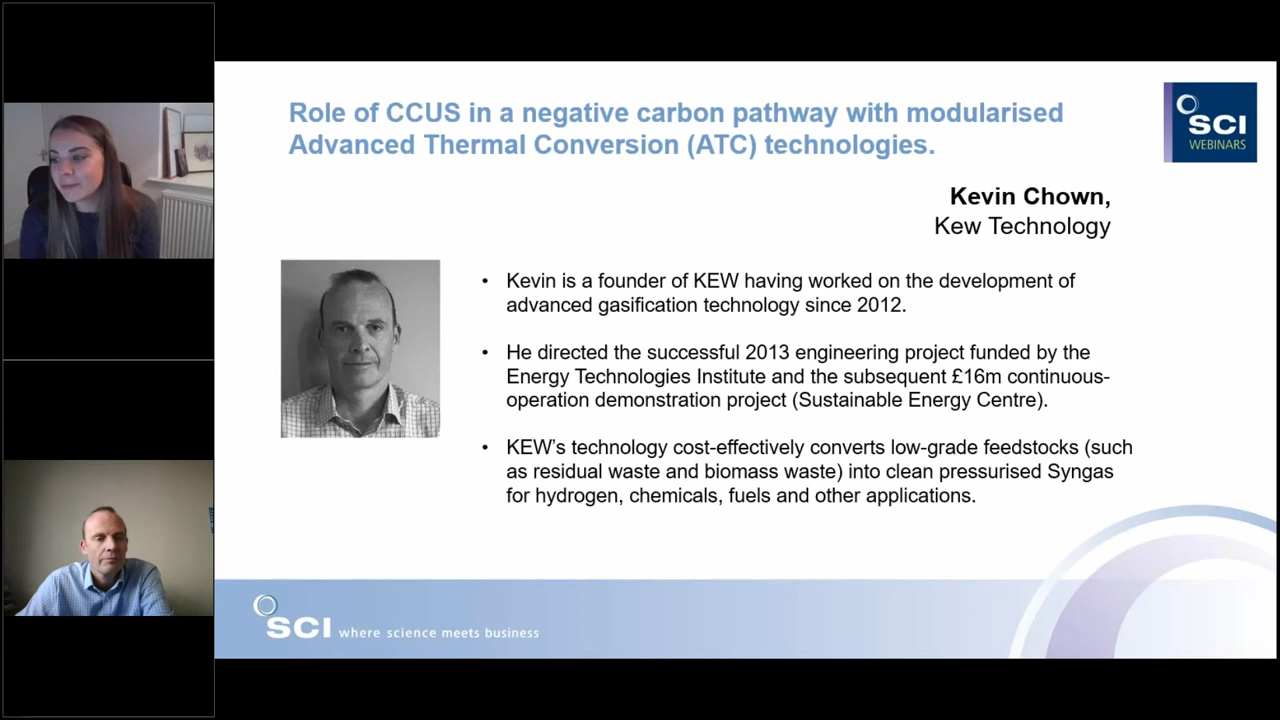 Role of CCUS in a negative carbon pathway with modularised
Advanced Thermal Conversion (ATC) technologies.
SCI
WEBINARS
Kevin Chown,
Kew Technology
• Kevin is a founder of KEW having worked on the development of
advanced gasification technology since 2012.
• He directed the successful 2013 engineering project funded by the
Energy Technologies Institute and the subsequent £16m continuous-
operation demonstration project (Sustainable Energy Centre).
• KEW’s technology cost-effectively converts low-grade feedstocks (such
as residual waste and biomass waste) into clean pressurised Syngas
for hydrogen, chemicals, fuels and other applications.
SCI where science meets business